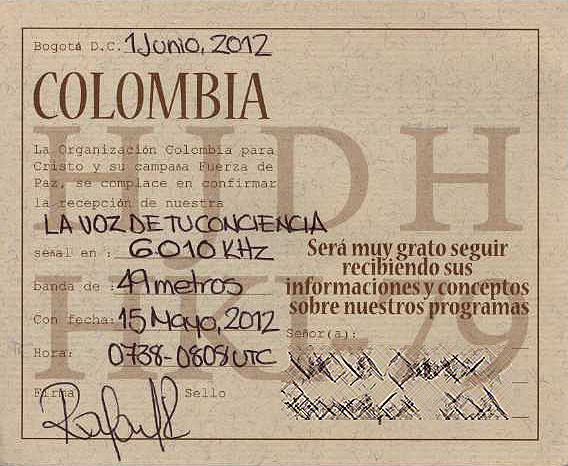 Bogotá D.C. 1 Junio, 2012
COLOMBIA
HJDH
La Organización Colombia para
Cristo y su campaña Fuerza de
Paz, se complace en confirmar
la recepción de nuestra
LA VOZ DE TU CONCIENCIA
señal en : 6.010 KHz
banda de : 49 metros
Con fecha: 15 Mayo, 2012
Hora: 0738-0808 UTC
Firma
Sello
Será muy grato seguir
recibiendo sus
informaciones y conceptos
sobre nuestros programas
Señor(a):